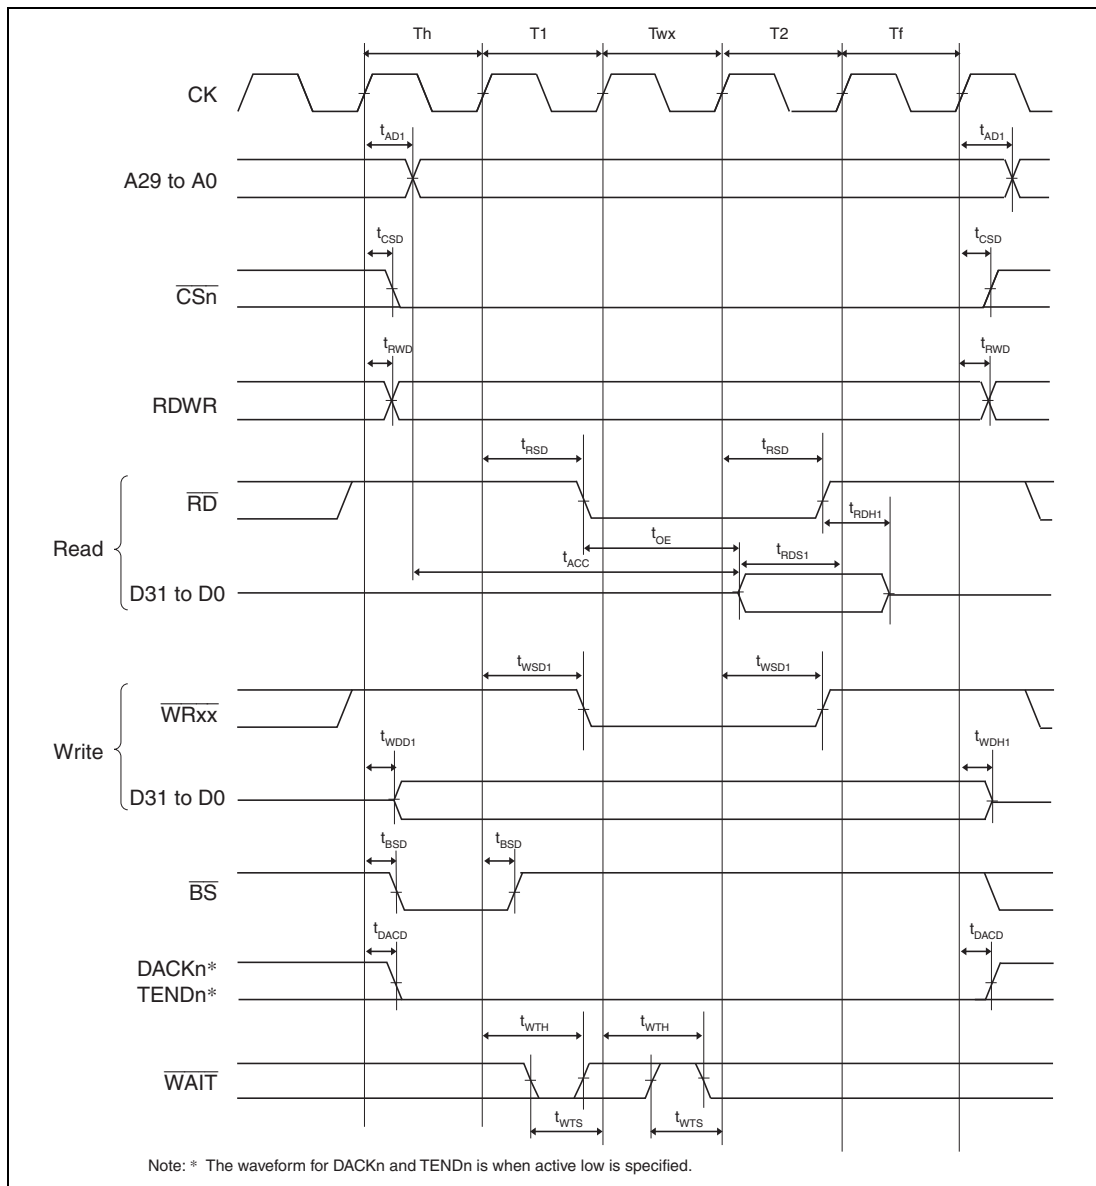 Th T1 Twx T2 Tf
CK
tAD1 tAD1
A29 to A0
tCSD tCSD
CSn
tRWD tRWD
RDWR
tRSD tRSD
RD
tRDH1
Read
tOE
tACC tRDS1
D31 to D0
tWSD1 tWSD1
WRxx
Write
tWDD1 tWDH1
D31 to D0
tBSD tBSD
BS
tDACD tDACD
DACKn*
TENDn*
tWTH tWTH
WAIT
tWTS tWTS
Note: * The waveform for DACKn and TENDn is when active low is specified.